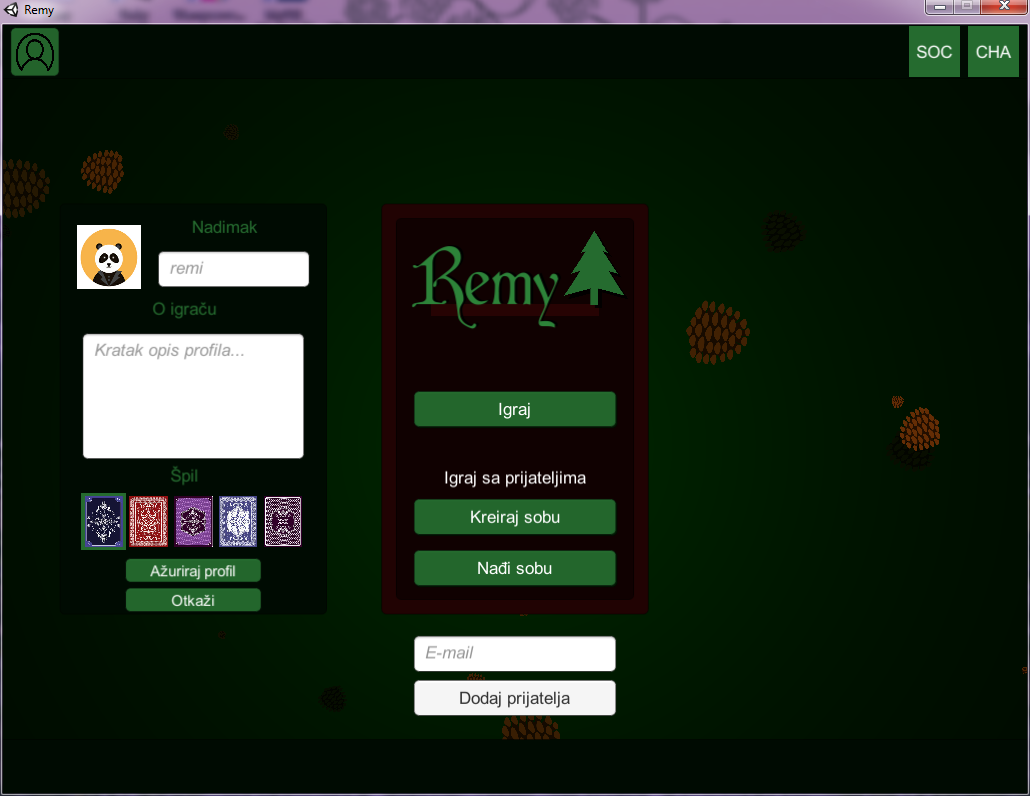 Remy
SOC
CHA
Nadimak
remi
O igraču
Kratak opis profila...
Špil
Ažuriraj profil
Otkaži
Remy
Igraj
Igraj sa prijateljima
Kreiraj sobu
Nađi sobu
E-mail
Dodaj prijatelja